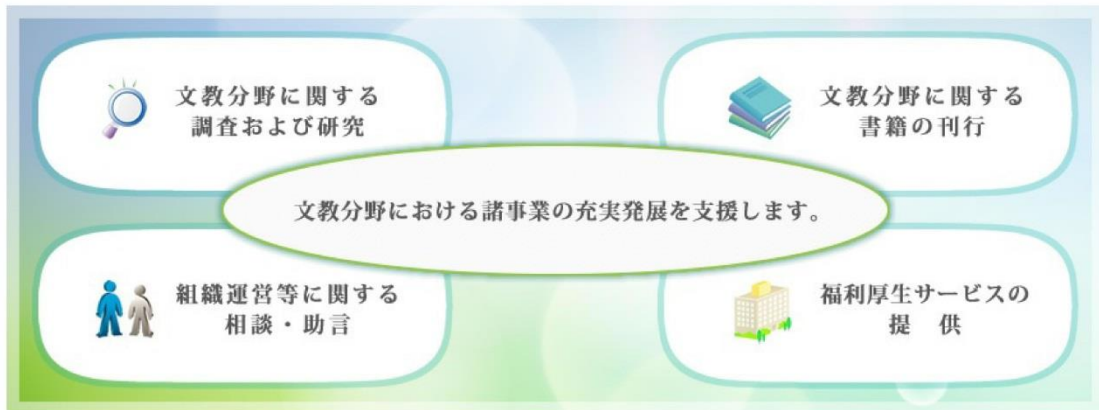 文教分野に関する
調査および研究
文教分野に関する
書籍の刊行
文教分野における諸事業の充実発展を支援します。
組織運営等に関する
相談・助言
福利厚生サービスの
提　供